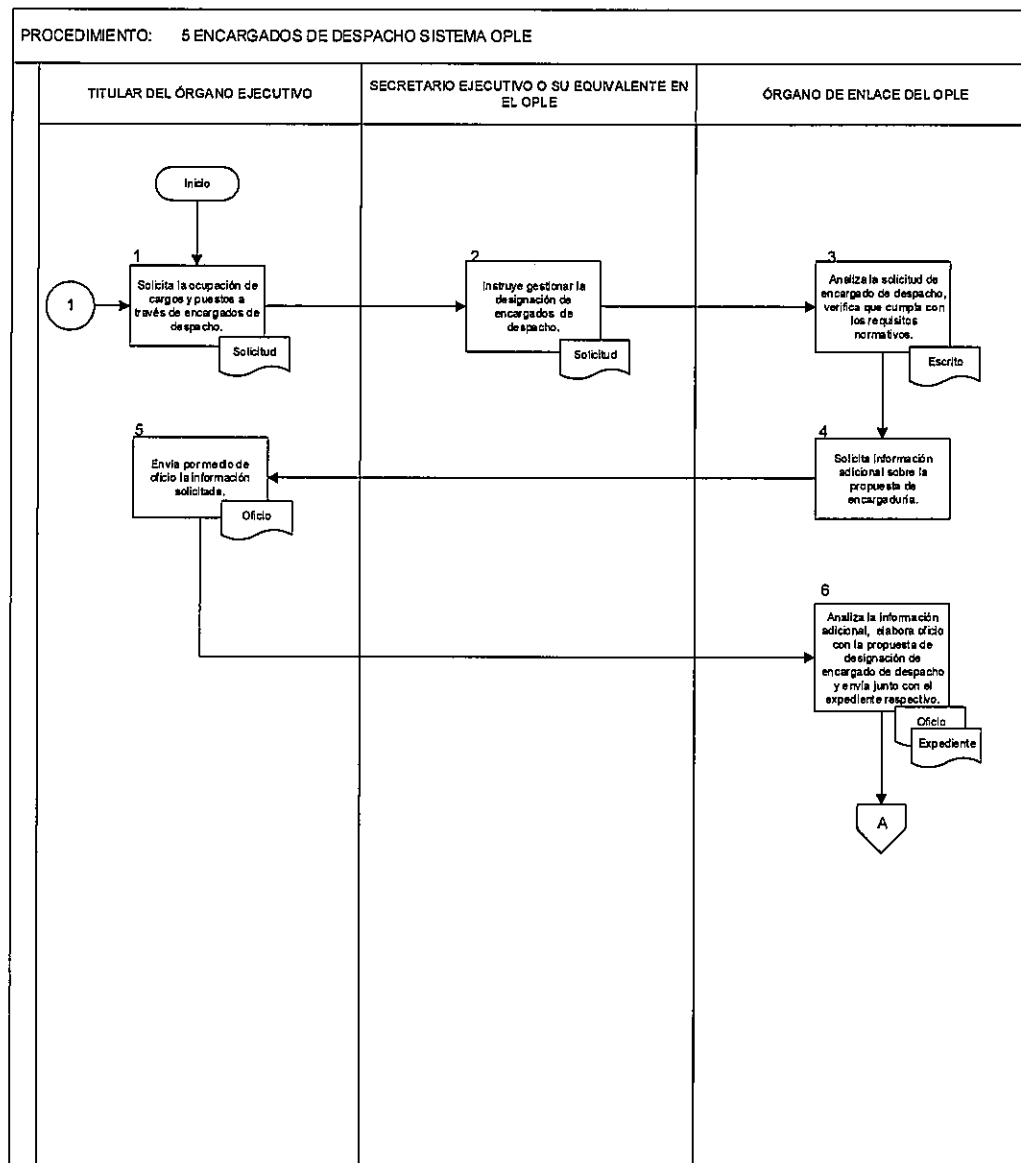 PROCEDIMIENTO: 5 ENCARGADOS DE DESPACHO SISTEMA OPLE
TITULAR DEL ÓRGANO EJECUTIVO
SECRETARIO EJECUTIVO O SU EQUIVALENTE EN
EL OPLE
ÓRGANO DE ENLACE DEL OPLE
Inicio
1
1
Solicita la ocupación de
cargos y puestos a
través de encargados de
despacho.
Solicitud
2
Instruye gestionar la
designación de
encargados de
despacho.
Solicitud
3
Analiza la solicitud de
encargado de despacho,
verifica que cumpla con
los requisitos
normativos.
Escrito
4
Solicita información
adicional sobre la
propuesta de
encargaduría.
5
Envía por medio de
oficio la información
solicitada.
Oficio
6
Analiza la información
adicional, elabora oficio
con la propuesta de
designación de
encargado de despacho
y envía junto con el
expediente respectivo.
Oficio
Expediente
A